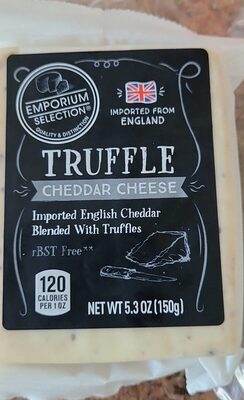 EMPORIUM
SELECTION®
QUALITY & DISTINCTION
IMPORTED FROM
ENGLAND
TRUFFLE
CHEDDAR CHEESE
Imported English Cheddar
Blended With Truffles
rBST Free**
120
CALORIES
PER 1 OZ
NET WT 5.3 OZ (150g)